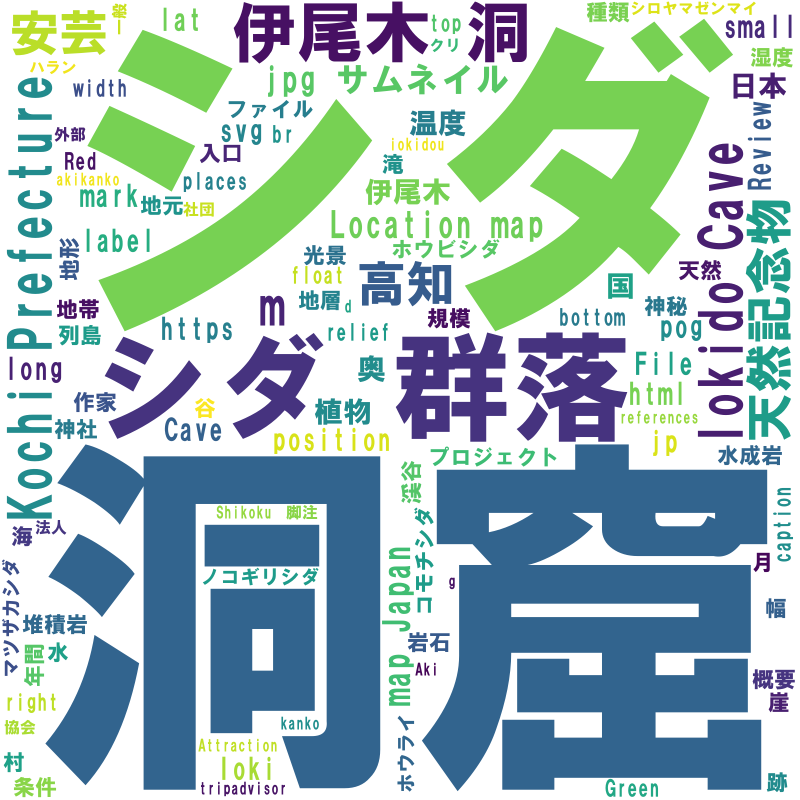 安芸
ハラン
lat
width
伊尾木
洞
jpg
サムネイル
top
クリ
種類
シロヤマゼンマイ
small
湿度
日本
シダ
ファイル
svg
br
温度
iokidou
滝
入口
places
外部
Red
akikanko
mark
地元
社団
label
地形
伊尾木
Location map
ホウビシダ
光景
float
高知
国
天然
神秘
Review
Iokido Cave
天然記念物
Kochi Prefecture
地帯
列島
https
m
地層
d
relief
規模
bottom
pog
long
シダ
群落
奥
File
html
references
作家
神社
Cave
谷
植物
position
jp
プロジェクト
水成岩
洞窟
渓谷
コモチシダ
Shikoku
脚注
ノコギリシダ
caption
月
海
法人
マツザカシダ
堆積岩
年間
水
right
協会
村
条件
map Japan
g
岩石
Aki
幅
概要
崖
ホウライ
kanko
Attraction
Ioki
tripadvisor
Green
跡